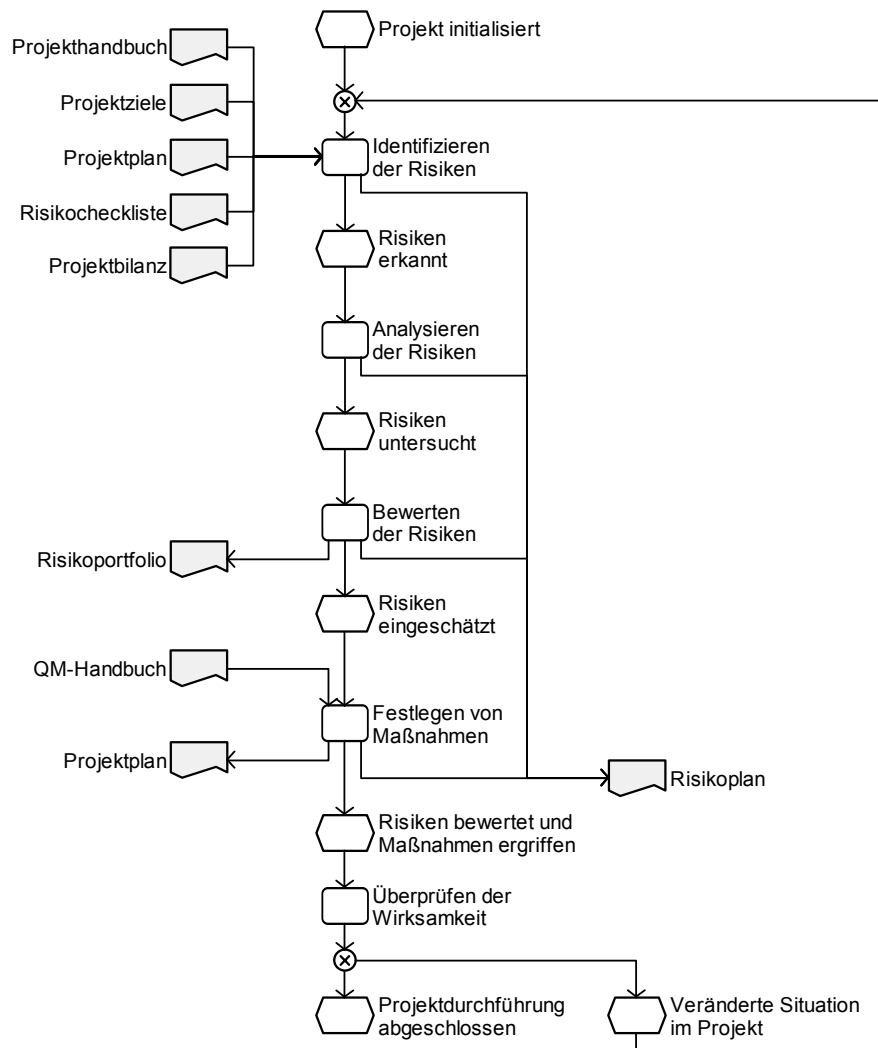 Projekthandbuch
Projekt initialisiert
Projektziele
Projektplan
Identifizieren
der Risiken
Risikocheckliste
Projektbilanz
Risiken
erkannt
Analysieren
der Risiken
Risiken
untersucht
Bewerten
der Risiken
Risikoportfolio
Risiken
eingeschätzt
QM-Handbuch
Festlegen von
Maßnahmen
Projektplan
Risikoplan
Risiken bewertet und
Maßnahmen ergriffen
Überprüfen der
Wirksamkeit
Projektdurchführung
abgeschlossen
Veränderte Situation
im Projekt